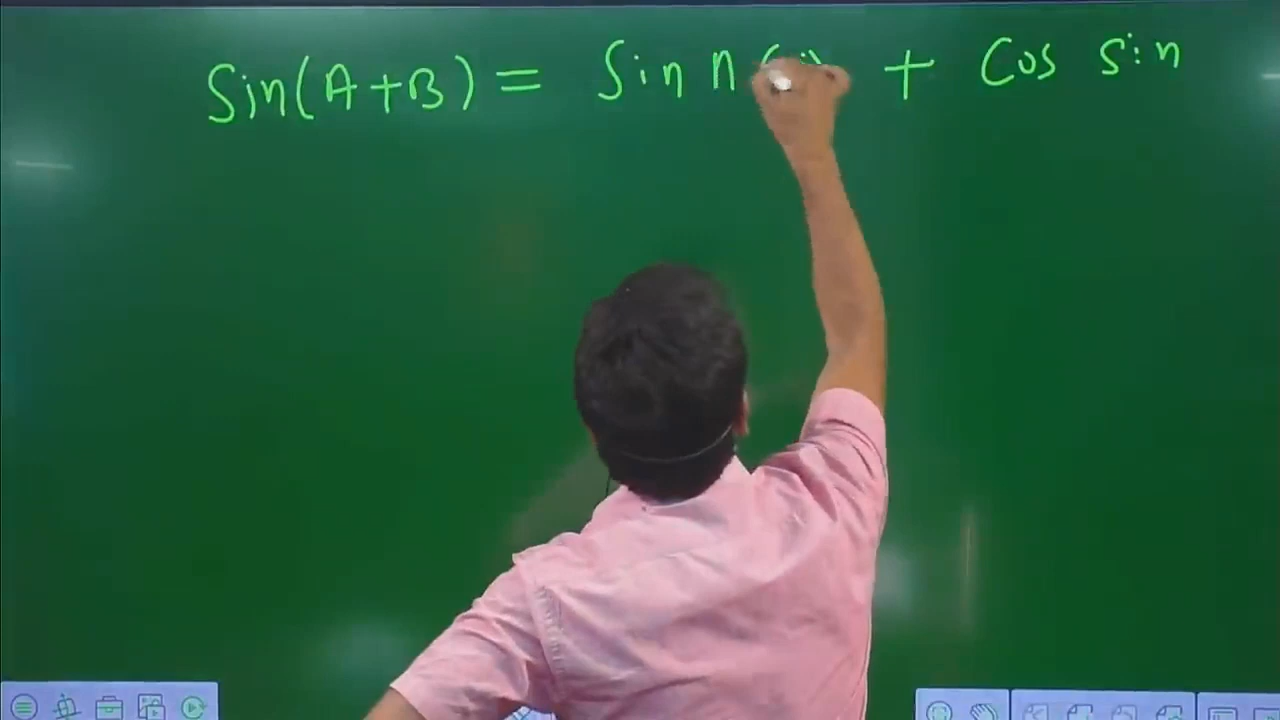 Sin(A+B) = Sin n + Cos sin